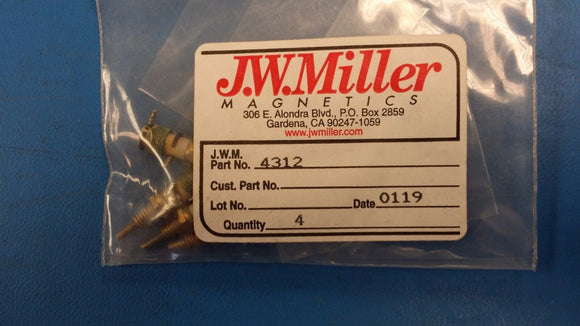 J.W.Miller
MAGNETICS
306 E. Alondra Blvd., P.O. Box 2859
Gardena, CA 90247-1059
www.jwmiller.com
J.W.M.
Part No. 4312
Cust. Part No.
Lot No. Date 0119
Quantity 4